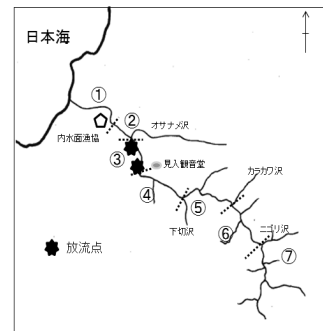 日本海
①
②
オサナメ沢
内水面漁協
③
見入観音堂
カラカワ沢
④
⑤
下切沢
⑥
ニゴリ沢
⑦
放流点